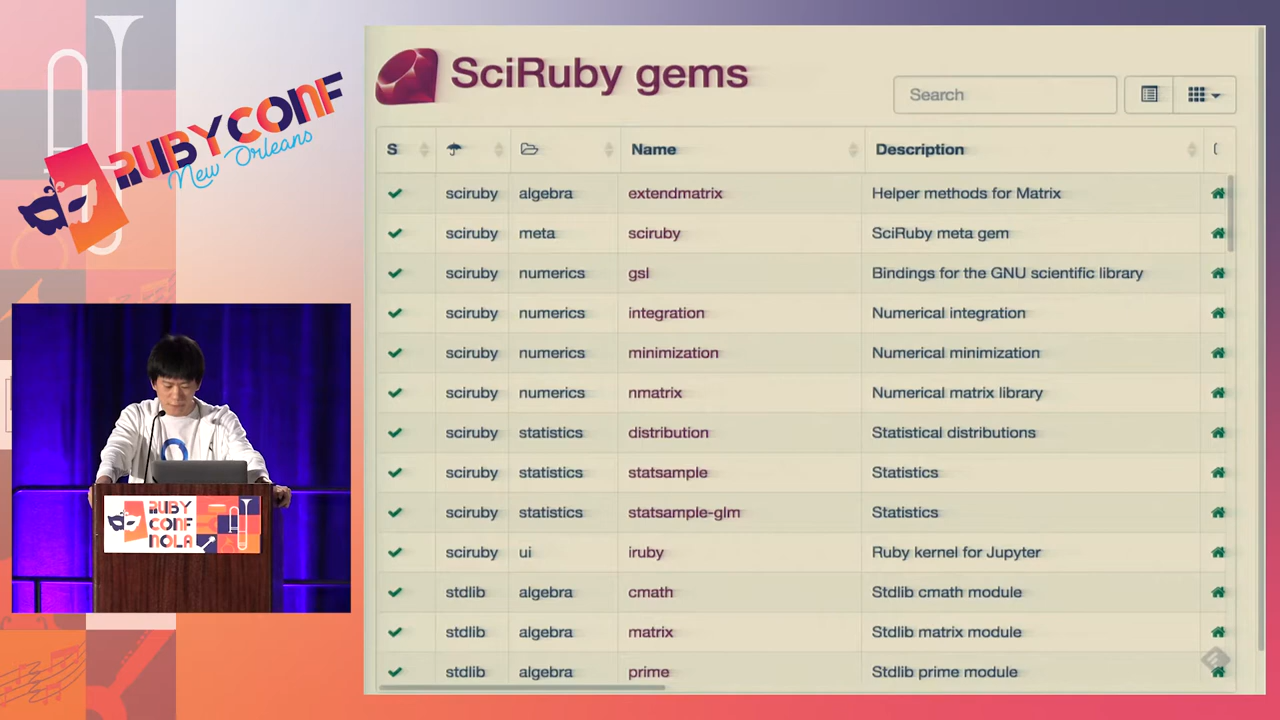 RUBYCONF
New Orleans
RUBY
CONF
NOLA
SciRuby gems
Search
S Name Description
sciruby algebra extendmatrix Helper methods for Matrix
sciruby meta sciruby SciRuby meta gem
sciruby numerics gsl Bindings for the GNU scientific library
sciruby numerics integration Numerical integration
sciruby numerics minimization Numerical minimization
sciruby numerics nmatrix Numerical matrix library
sciruby statistics distribution Statistical distributions
sciruby statistics statsample Statistics
sciruby statistics statsample-glm Statistics
sciruby ui iruby Ruby kernel for Jupyter
stdlib algebra cmath Stdlib cmath module
stdlib algebra matrix Stdlib matrix module
stdlib algebra prime Stdlib prime module